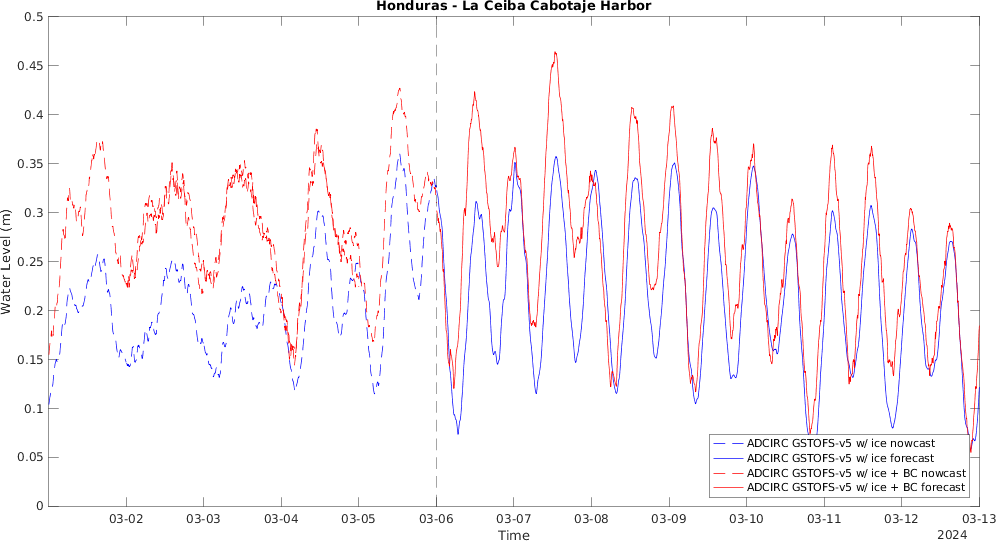 Honduras - La Ceiba Cabotaje Harbor
Water Level (m)
0.5
0.45
0.4
0.35
0.3
0.25
0.2
0.15
0.1
0.05
0
ADCIRC GSTOFS-v5 w/ ice nowcast
ADCIRC GSTOFS-v5 w/ ice forecast
ADCIRC GSTOFS-v5 w/ ice + BC nowcast
ADCIRC GSTOFS-v5 w/ ice + BC forecast
03-02 03-03 03-04 03-05 03-06 03-07 03-08 03-09 03-10 03-11 03-12 03-13
Time
2024